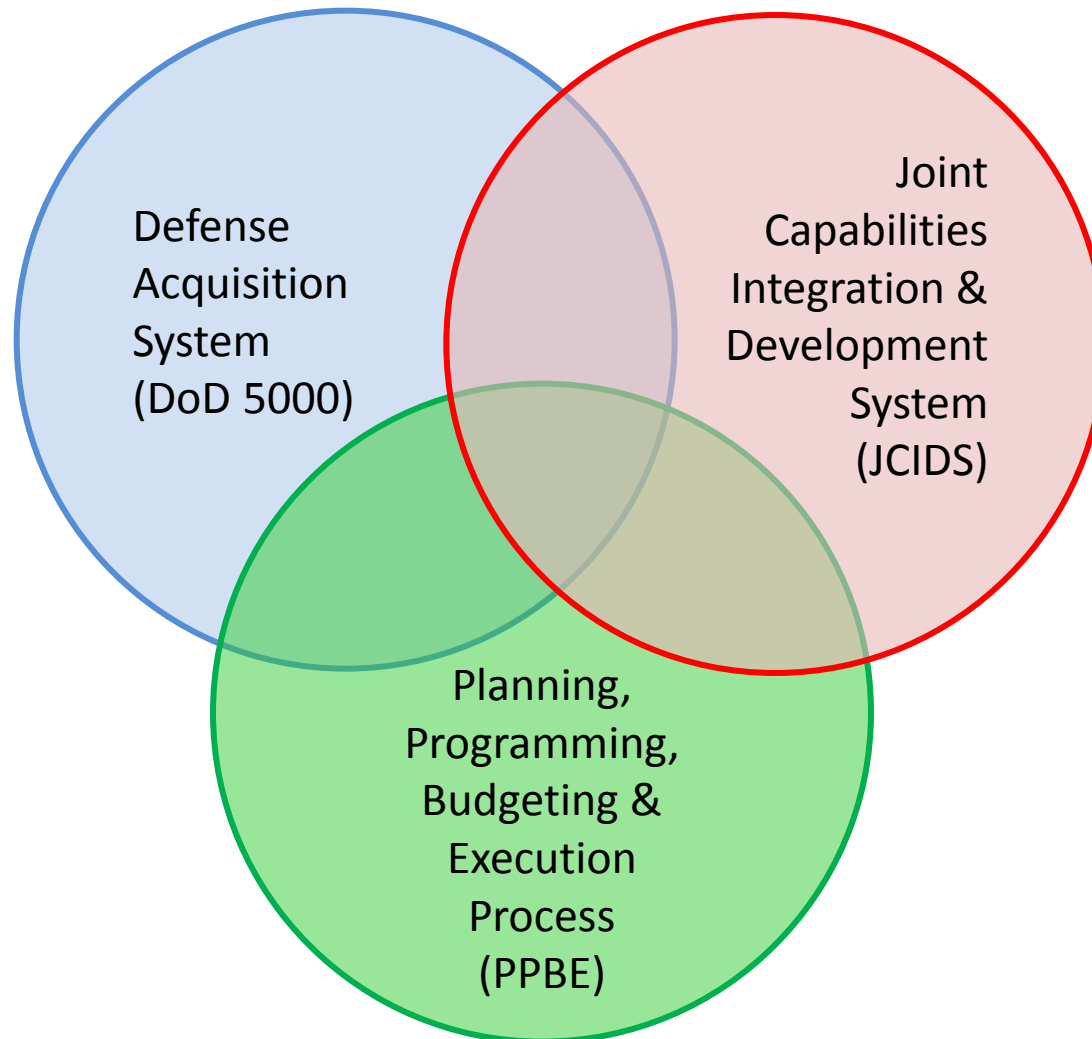 Defense
Acquisition
System
(DoD 5000)
Joint
Capabilities
Integration &
Development
System
(JCIDS)
Planning,
Programming,
Budgeting &
Execution
Process
(PPBE)